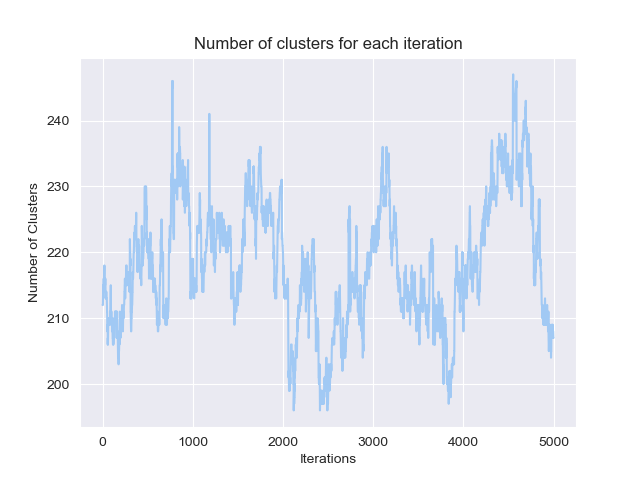 Number of clusters for each iteration
Number of Clusters
240
230
220
210
200
0 1000 2000 3000 4000 5000
Iterations